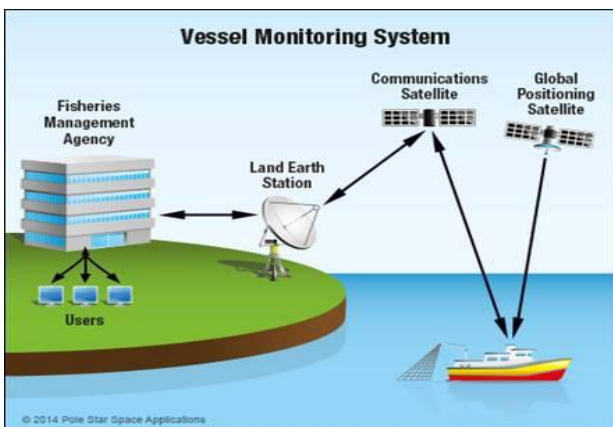 Vessel Monitoring System
Communications
Satellite
Global
Positioning
Satellite
Fisheries
Management
Agency
Land Earth
Station
Users
© 2014 Pole Star Space Applications